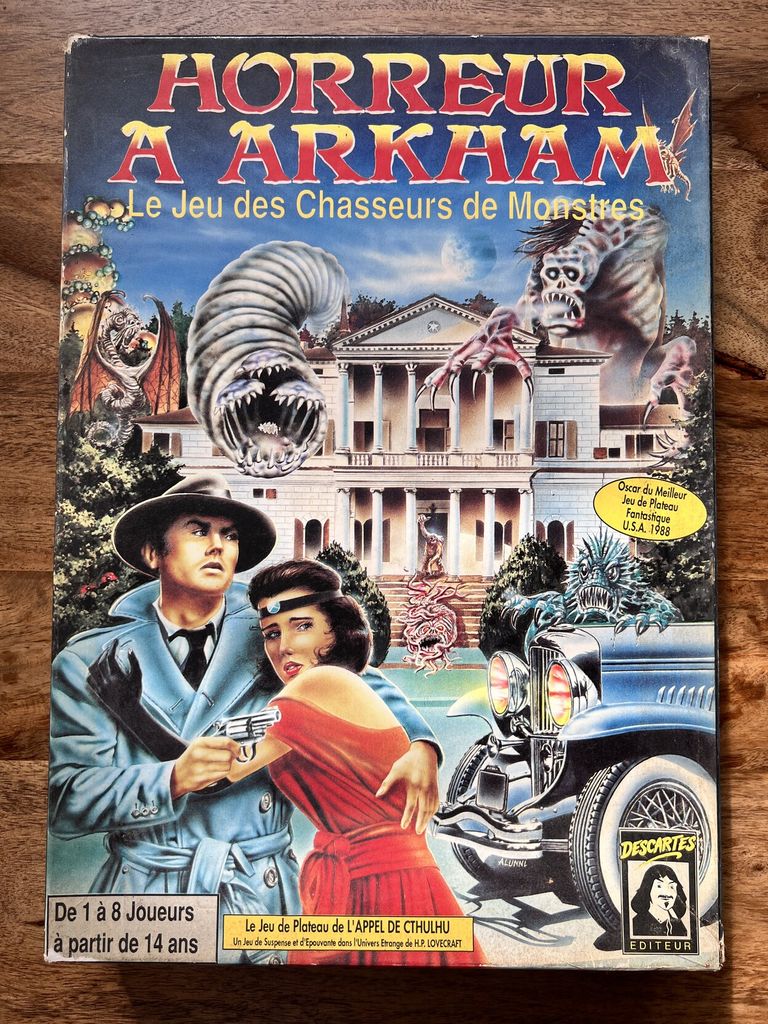 HORREUR
A ARKHAM
Le Jeu des Chasseurs de Monstres
Oscar du Meilleur
Jeu de Plateau
Fantastique
U.S.A. 1988
ALUNNI
DESCARTES
EDITEUR
De 1 à 8 Joueurs
à partir de 14 ans
Le Jeu de Plateau de L'APPEL DE CTHULHU
Un Jeu de Suspense et d'Epouvante dans l'Univers Etrange de H.P. LOVECRAFT